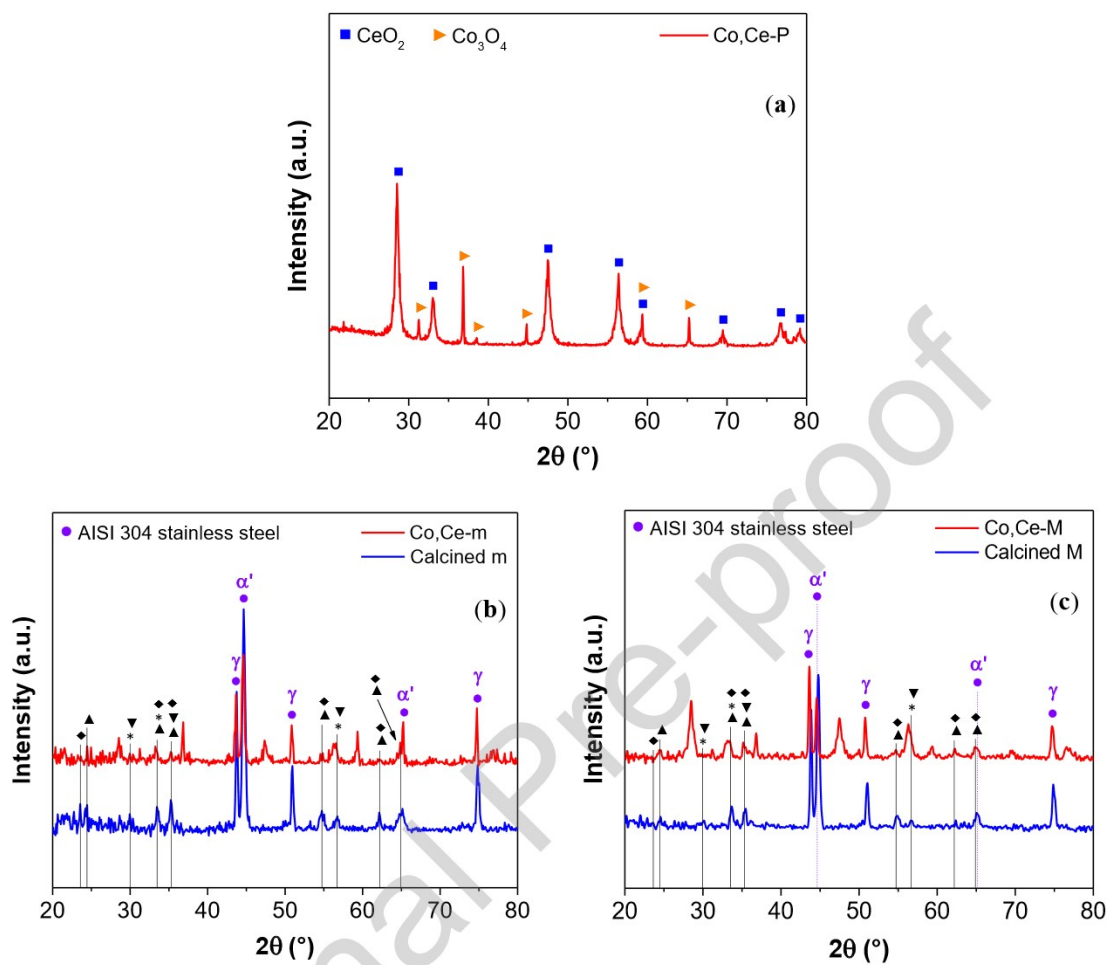 CeO2 Co3O4 Co,Ce-P
(a)
Intensity (a.u.)
20 30 40 50 60 70 80
2θ (°)
AISI 304 stainless steel Co,Ce-m
Calcined m
α'
(b)
γ γ α' γ
Intensity (a.u.)
20 30 40 50 60 70 80
2θ (°)
AISI 304 stainless steel Co,Ce-M
Calcined M
α'
(c)
γ γ α' γ
Intensity (a.u.)
20 30 40 50 60 70 80
2θ (°)
nal Pre-proof